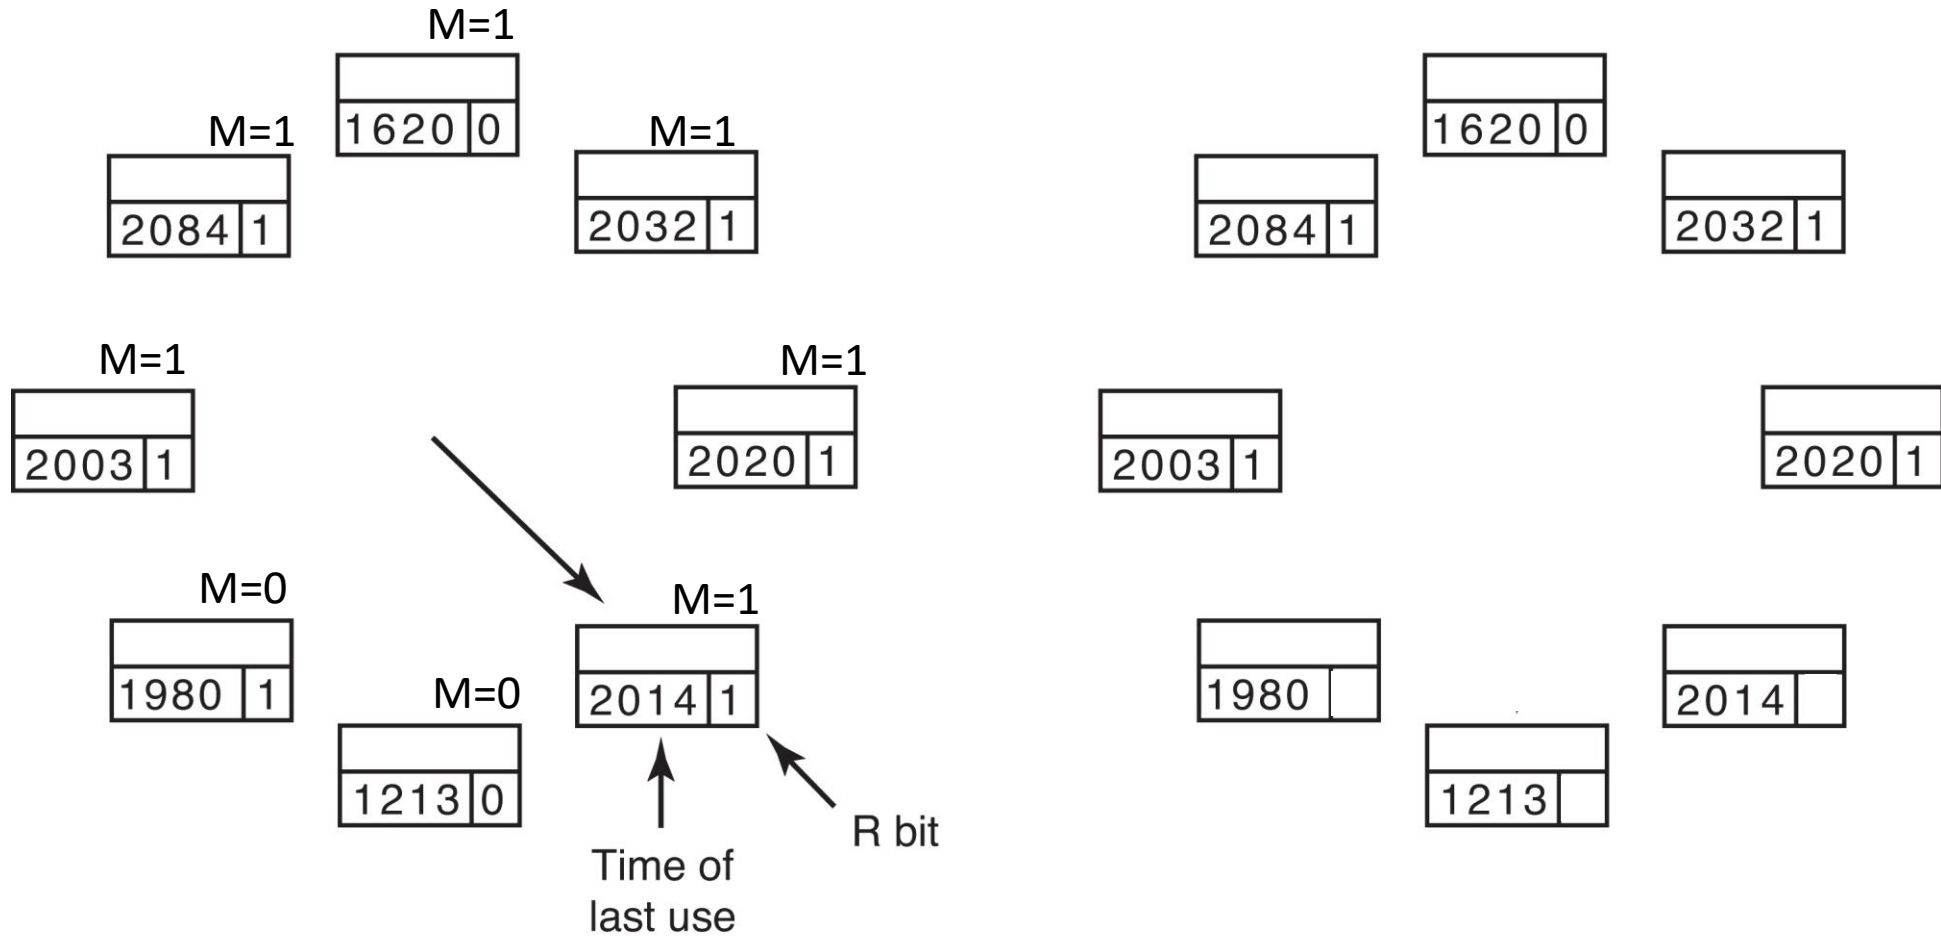 M=1
1620 0
M=1
2084 1
M=1
2032 1
M=1
2003 1
M=1
2020 1
M=0
1980 1
M=0
1213 0
M=1
2014 1
Time of
last use
R bit
1620 0
2084 1
2032 1
2003 1
2020 1
1980
2014
1213